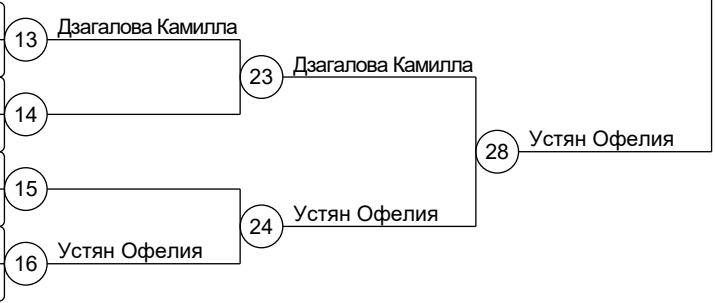 13 Дзагалова Камилла
23 Дзагалова Камилла
14
28 Устян Офелия
15
24 Устян Офелия
16 Устян Офелия